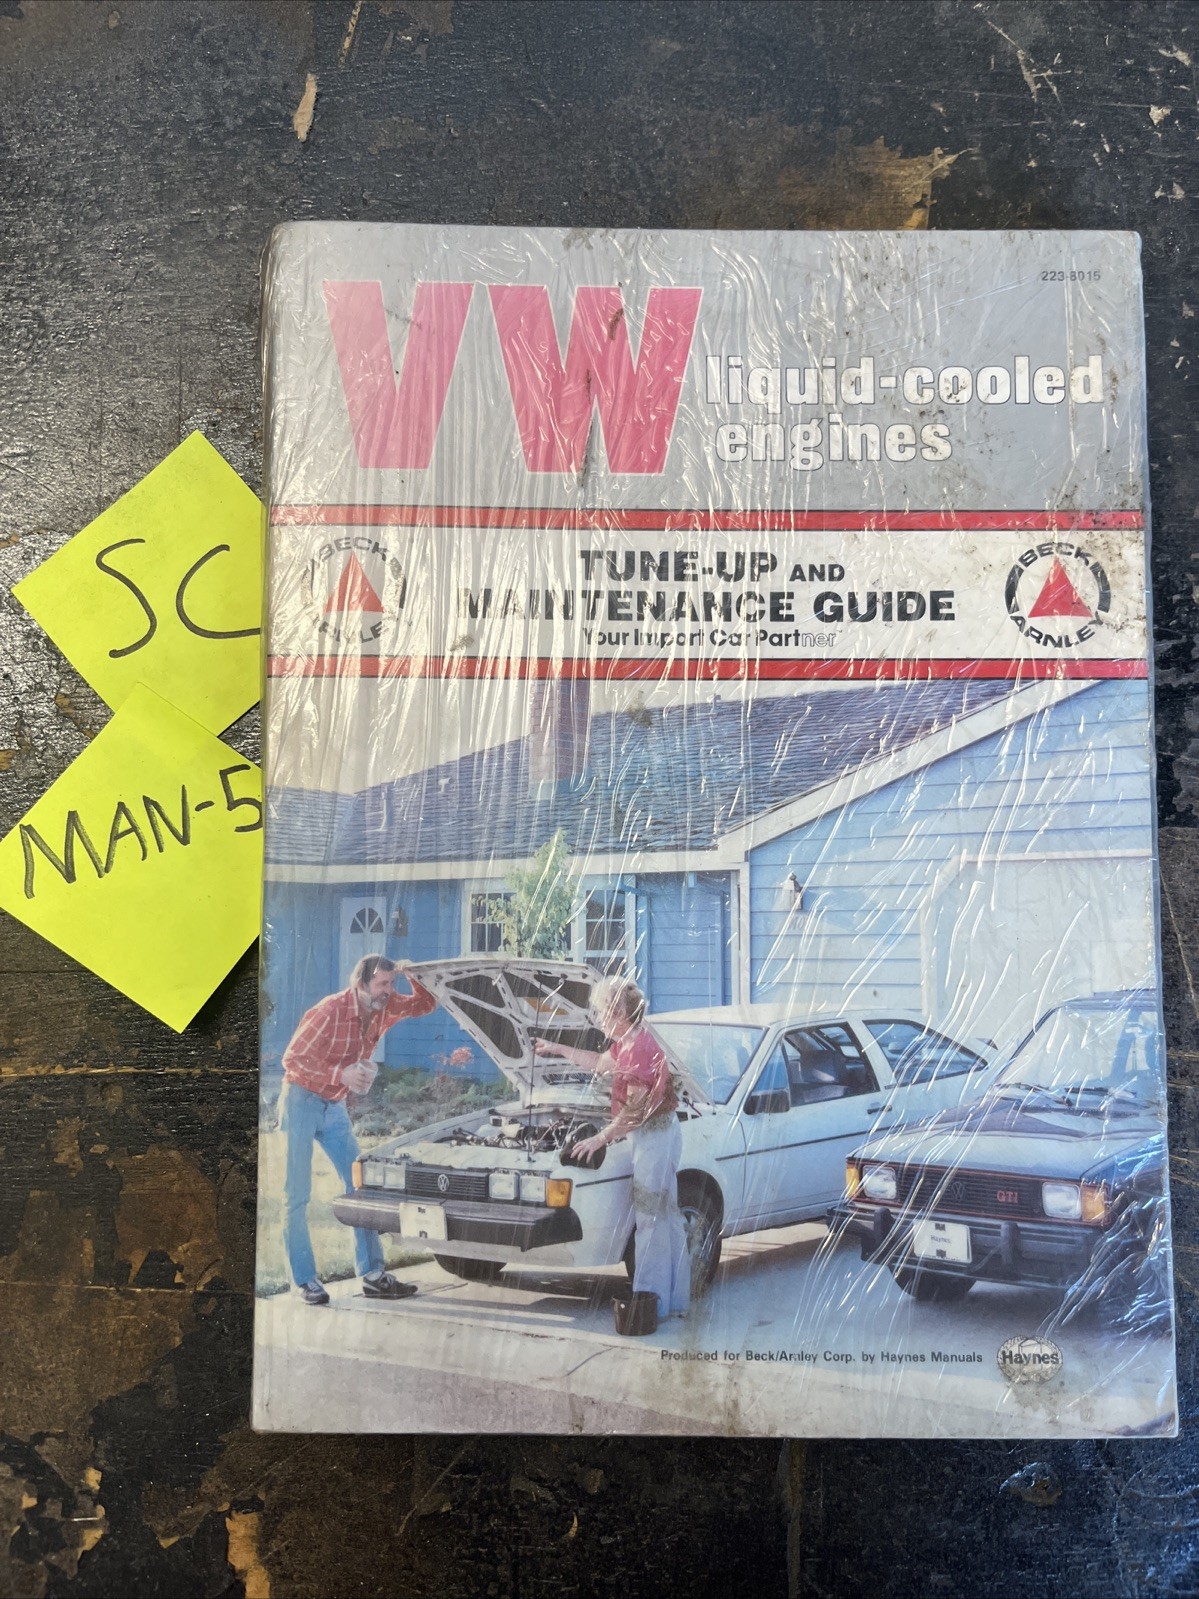 223-8015
VW
liquid-cooled
engines
BECK
ARNLEY
TUNE-UP AND
MAINTENANCE GUIDE
Your Import Car Partner
BECK
ARNLEY
SC
MAN-5
GTI
Haynes
Produced for Beck/Arnley Corp. by Haynes Manuals
Haynes